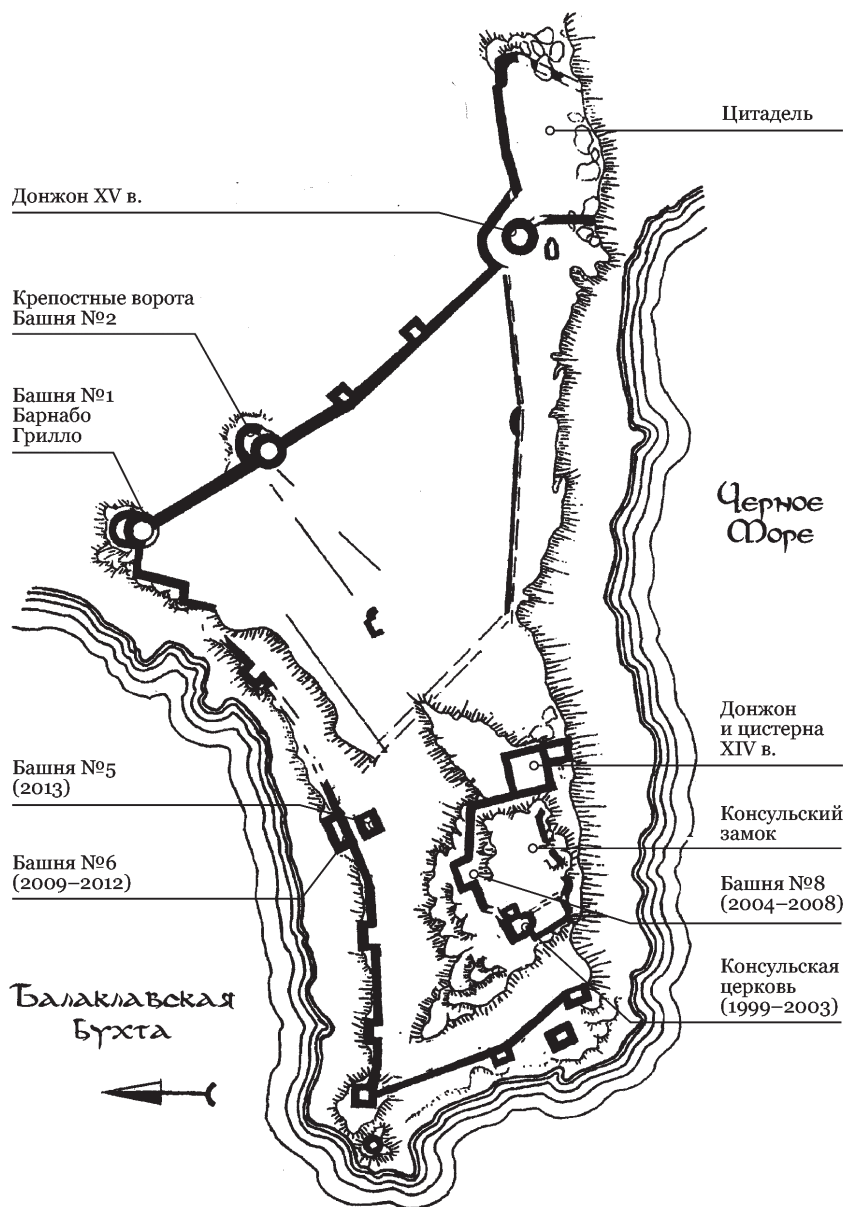 Цитадель
Донжон XV в.
Крепостные ворота
Башня №2
Башня №1
Барнабо
Грилло
Черное
Море
Донжон
и цистерна
XIV в.
Башня №5
(2013)
Консульский
замок
Башня №6
(2009–2012)
Башня №8
(2004–2008)
Консульская
церковь
(1999–2003)
Балаклавская
Бухта